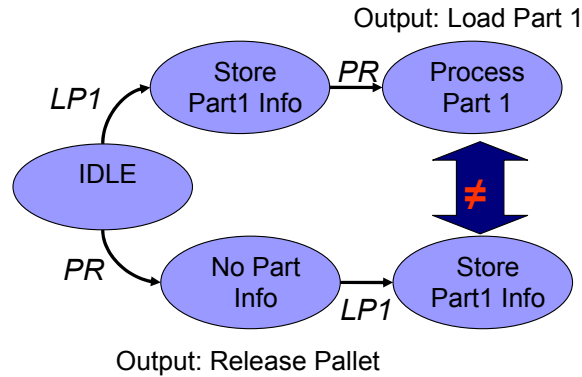 Output: Load Part 1
Store
Part1 Info
PR
Process
Part 1
LP1
IDLE
≠
PR
No Part
Info
LP1
Store
Part1 Info
Output: Release Pallet